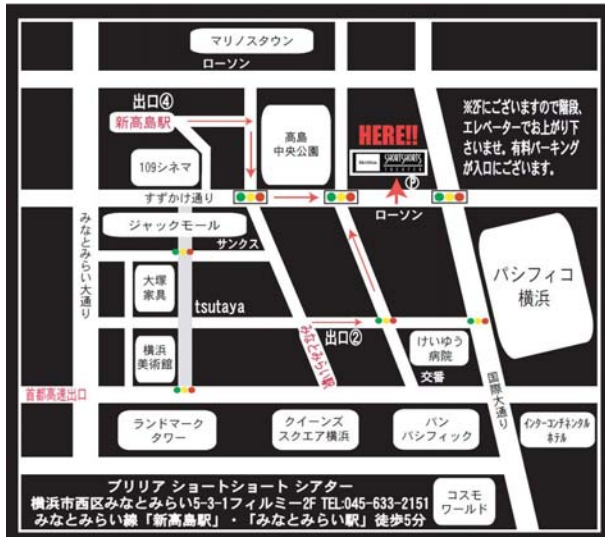 マリノスタウン
ローソン
出口④
新高島駅
高島
中央公園
HERE!!
SHORTSHORTS
THEATER
※2Fにございますので階段、
エレベーターでお上がり下
さいませ。有料パーキング
が入口にございます。
109シネマ
Ⓟ
すずかけ通り
ローソン
ジャックモール
サンクス
みなとみらい大通り
大塚
家具
tsutaya
パシフィコ
横浜
出口②
みなとみらい駅
横浜
美術館
けいゆう
病院
交番
首都高速出口
国際大通り
ランドマーク
タワー
クイーンズ
スクエア横浜
パン
パシフィック
インターコンチネンタル
ホテル
ブリリア ショートショート シアター
横浜市西区みなとみらい5-3-1フィルミー2F TEL:045-633-2151
みなとみらい線「新高島駅」・「みなとみらい駅」徒歩5分
コスモ
ワールド